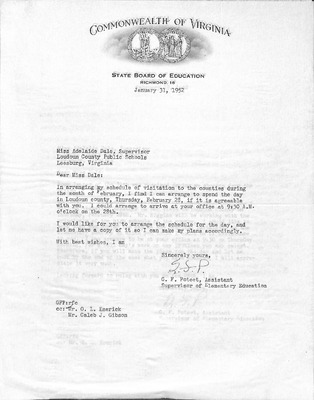 COMMONWEALTH OF VIRGINIA
STATE BOARD OF EDUCATION
RICHMOND, 16
January 31, 1952
Miss Adelaide Dale, Supervisor
Loudoun County Public Schools
Leesburg, Virginia
Dear Miss Dale:
In arranging my schedule of visitation to the counties during
the month of February, I find I can arrange to spend the day
in Loudoun county, Thursday, February 28, if it is agreeable
with you. I could arrange to arrive at your office at 9:30 A.M.
o'clock on the 28th.
I would like for you to arrange the schedule for the day, and
let me have a copy of it so I can make my plans accordingly.
With best wishes, I am
Sincerely yours,
G. F. Poteet, Assistant
Supervisor of Elementary Education
GFP:rfc
cc: Mr. O. L. Emerick
Mr. Caleb J. Gibson